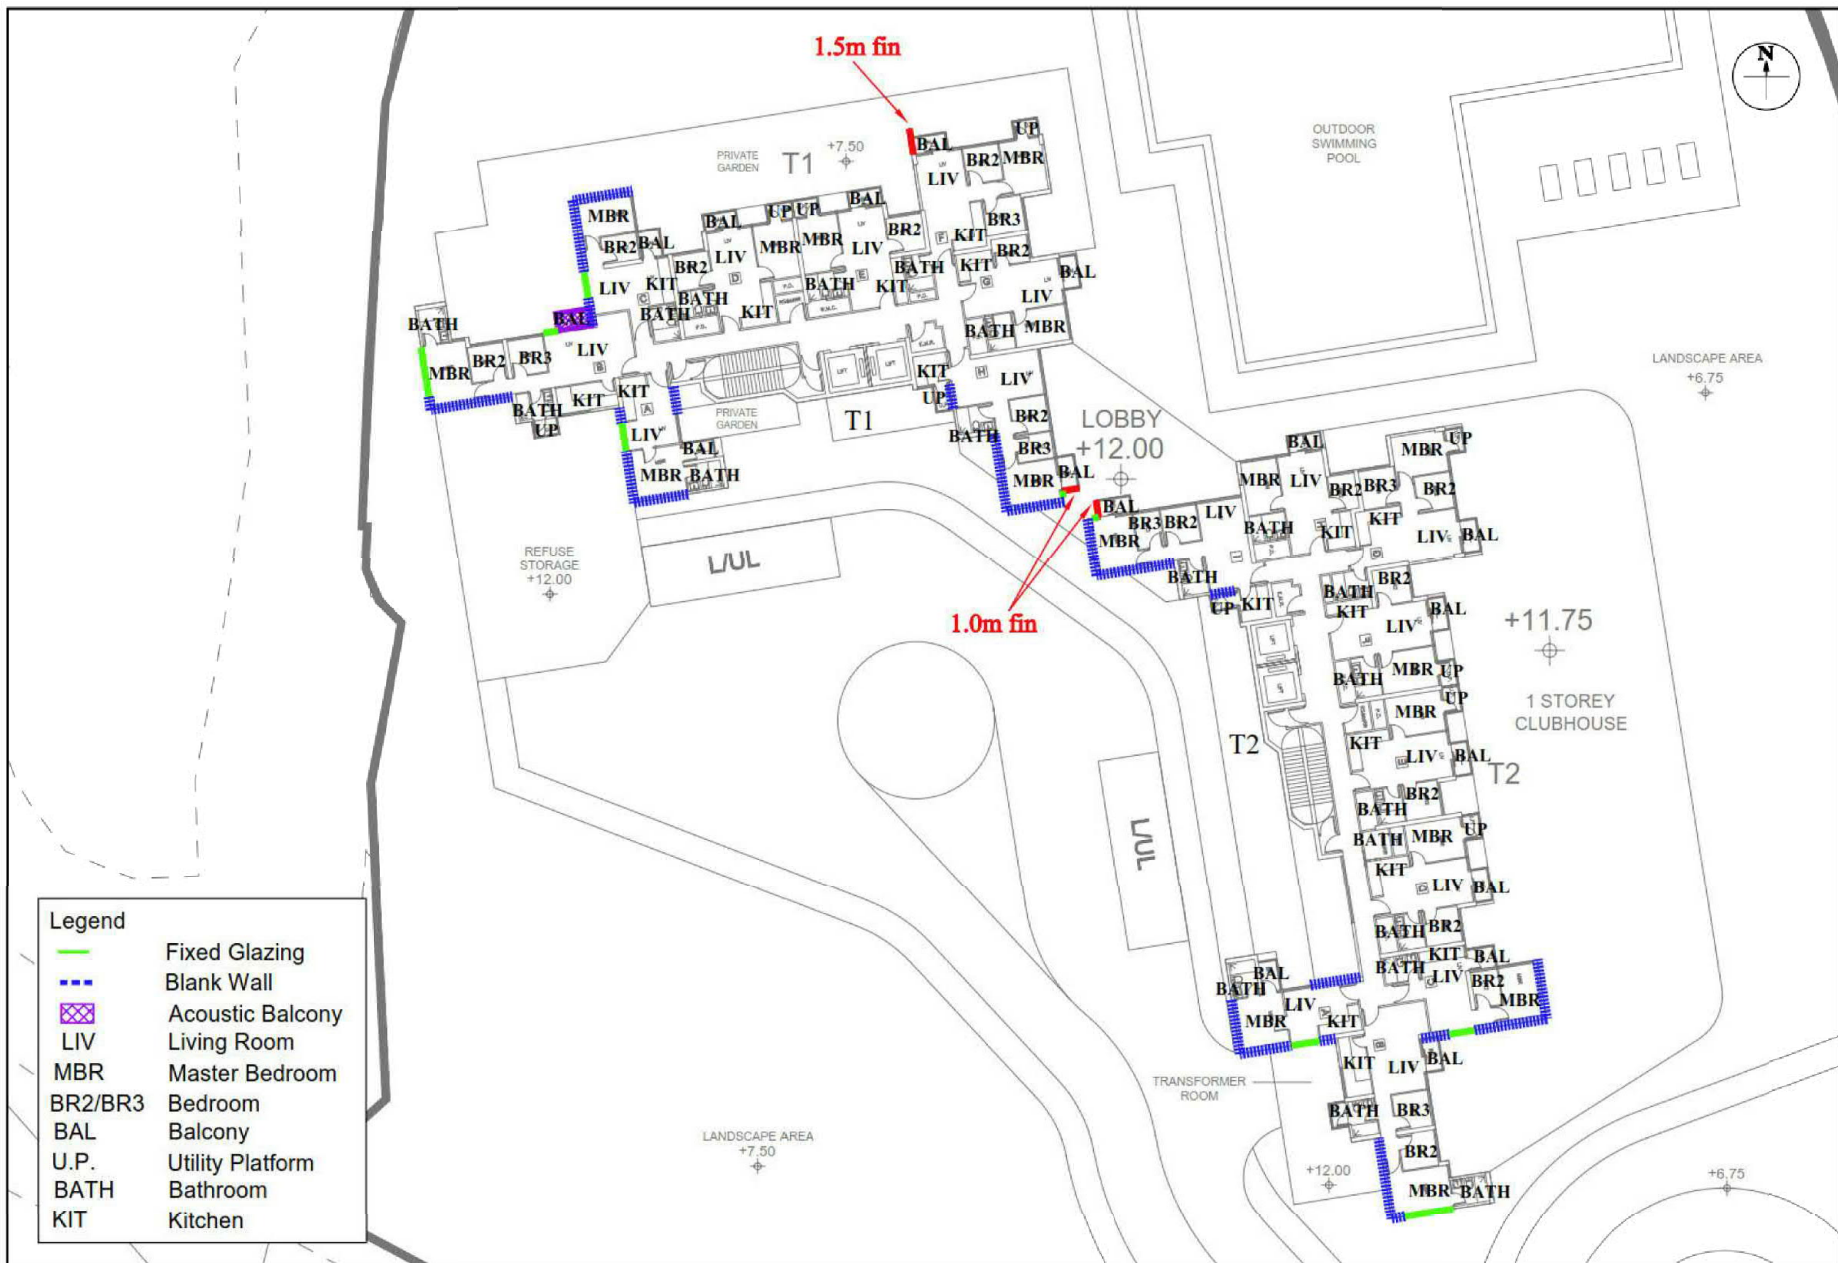 1.5m fin
N
OUTDOOR
SWIMMING
POOL
PRIVATE
GARDEN
T1
+7.50
BAL
UP
LIV
BR2
MBR
BR3
KIT
MBR
BR2
BAL
LIV
KIT
BAL
UP
UP
BAL
BR2
LIV
MBR
MBR
LIV
BR2
BATH
KIT
BATH
KIT
BATH
BATH
KIT
BR2
BAL
LIV
BATH
MBR
BATH
BAL
MBR
BR2
BR3
LIV
KIT
BATH
UP
KIT
LIV
MBR
BAL
BATH
PRIVATE
GARDEN
T1
KIT
UP
LIV
BATH
BR2
BR3
MBR
BAL
LOBBY
+12.00
LANDSCAPE AREA
+6.75
REFUSE
STORAGE
+12.00
L/UL
1.0m fin
BAL
MBR
BR3
BR2
LIV
BATH
UP
KIT
BAL
MBR
LIV
BR2
BATH
KIT
MBR
UP
BR3
BR2
KIT
LIV
BAL
BATH
BR2
KIT
LIV
BAL
BATH
MBR
UP
+11.75
1 STOREY
CLUBHOUSE
T2
T2
MBR
UP
KIT
LIV
BAL
BATH
BR2
BATH
MBR
UP
KIT
LIV
BAL
BATH
BR2
L/UL
KIT
BAL
BATH
LIV
BR2
MBR
BATH
BAL
LIV
MBR
KIT
KIT
LIV
BAL
BATH
BR3
BR2
MBR
BATH
TRANSFORMER
ROOM
+12.00
+6.75
LANDSCAPE AREA
+7.50
Legend
Fixed Glazing
Blank Wall
Acoustic Balcony
LIV Living Room
MBR Master Bedroom
BR2/BR3 Bedroom
BAL Balcony
U.P. Utility Platform
BATH Bathroom
KIT Kitchen